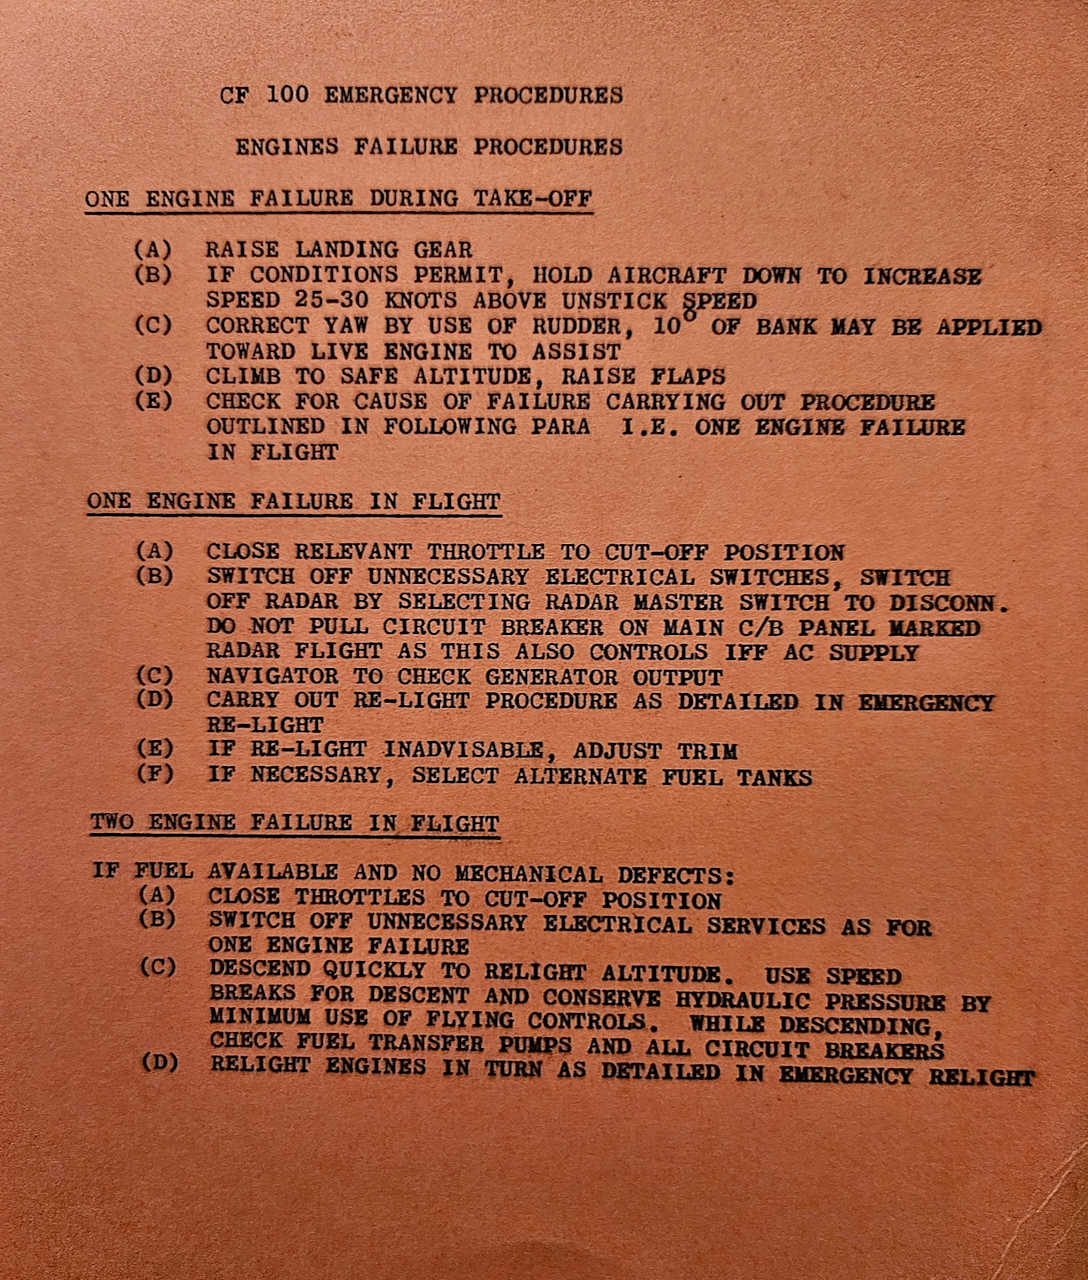 CF 100 EMERGENCY PROCEDURES
ENGINES FAILURE PROCEDURES
ONE ENGINE FAILURE DURING TAKE-OFF
(A) RAISE LANDING GEAR
(B) IF CONDITIONS PERMIT, HOLD AIRCRAFT DOWN TO INCREASE
SPEED 25-30 KNOTS ABOVE UNSTICK SPEED
(C) CORRECT YAW BY USE OF RUDDER, 10° OF BANK MAY BE APPLIED
TOWARD LIVE ENGINE TO ASSIST
(D) CLIMB TO SAFE ALTITUDE, RAISE FLAPS
(E) CHECK FOR CAUSE OF FAILURE CARRYING OUT PROCEDURE
OUTLINED IN FOLLOWING PARA I.E. ONE ENGINE FAILURE
IN FLIGHT
ONE ENGINE FAILURE IN FLIGHT
(A) CLOSE RELEVANT THROTTLE TO CUT-OFF POSITION
(B) SWITCH OFF UNNECESSARY ELECTRICAL SWITCHES, SWITCH
OFF RADAR BY SELECTING RADAR MASTER SWITCH TO DISCONN.
DO NOT PULL CIRCUIT BREAKER ON MAIN C/B PANEL MARKED
RADAR FLIGHT AS THIS ALSO CONTROLS IFF AC SUPPLY
(C) NAVIGATOR TO CHECK GENERATOR OUTPUT
(D) CARRY OUT RE-LIGHT PROCEDURE AS DETAILED IN EMERGENCY
RE-LIGHT
(E) IF RE-LIGHT INADVISABLE, ADJUST TRIM
(F) IF NECESSARY, SELECT ALTERNATE FUEL TANKS
TWO ENGINE FAILURE IN FLIGHT
IF FUEL AVAILABLE AND NO MECHANICAL DEFECTS:
(A) CLOSE THROTTLES TO CUT-OFF POSITION
(B) SWITCH OFF UNNECESSARY ELECTRICAL SERVICES AS FOR
ONE ENGINE FAILURE
(C) DESCEND QUICKLY TO RELIGHT ALTITUDE. USE SPEED
BREAKS FOR DESCENT AND CONSERVE HYDRAULIC PRESSURE BY
MINIMUM USE OF FLYING CONTROLS. WHILE DESCENDING,
CHECK FUEL TRANSFER PUMPS AND ALL CIRCUIT BREAKERS
(D) RELIGHT ENGINES IN TURN AS DETAILED IN EMERGENCY RELIGHT